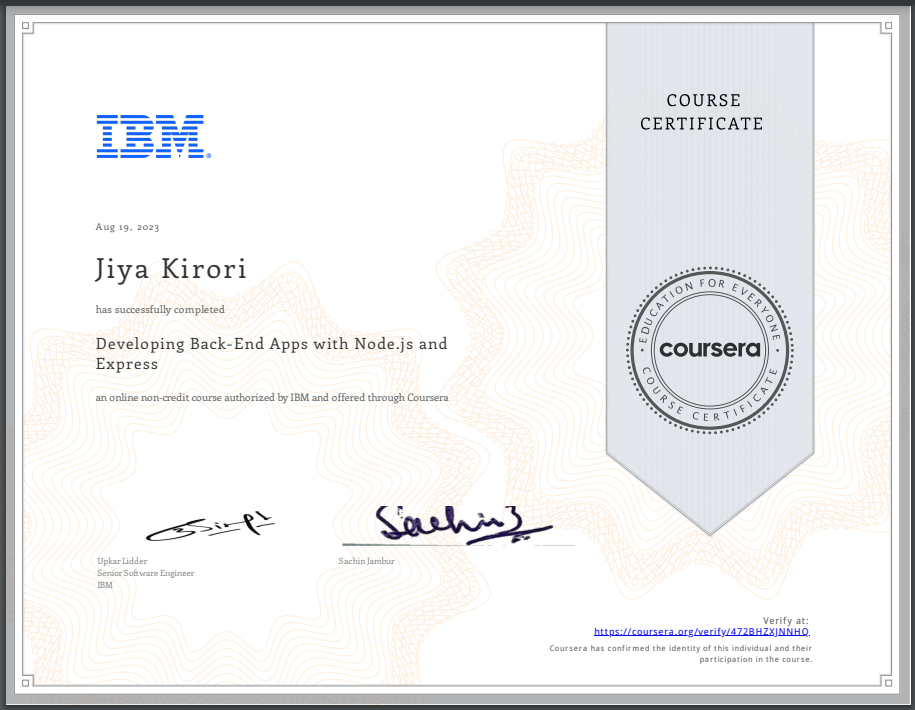 COURSE
CERTIFICATE
IBM®
Aug 19, 2023
Jiya Kirori
has successfully completed
Developing Back-End Apps with Node.js and
Express
an online non-credit course authorized by IBM and offered through Coursera
EDUCATION FOR EVERYONE
coursera
COURSE CERTIFICATE
Sachin J
Upkar Lidder
Senior Software Engineer
IBM
Sachin Jambur
Verify at:
https://coursera.org/verify/472BHZXJNNHQ
Coursera has confirmed the identity of this individual and their
participation in the course.